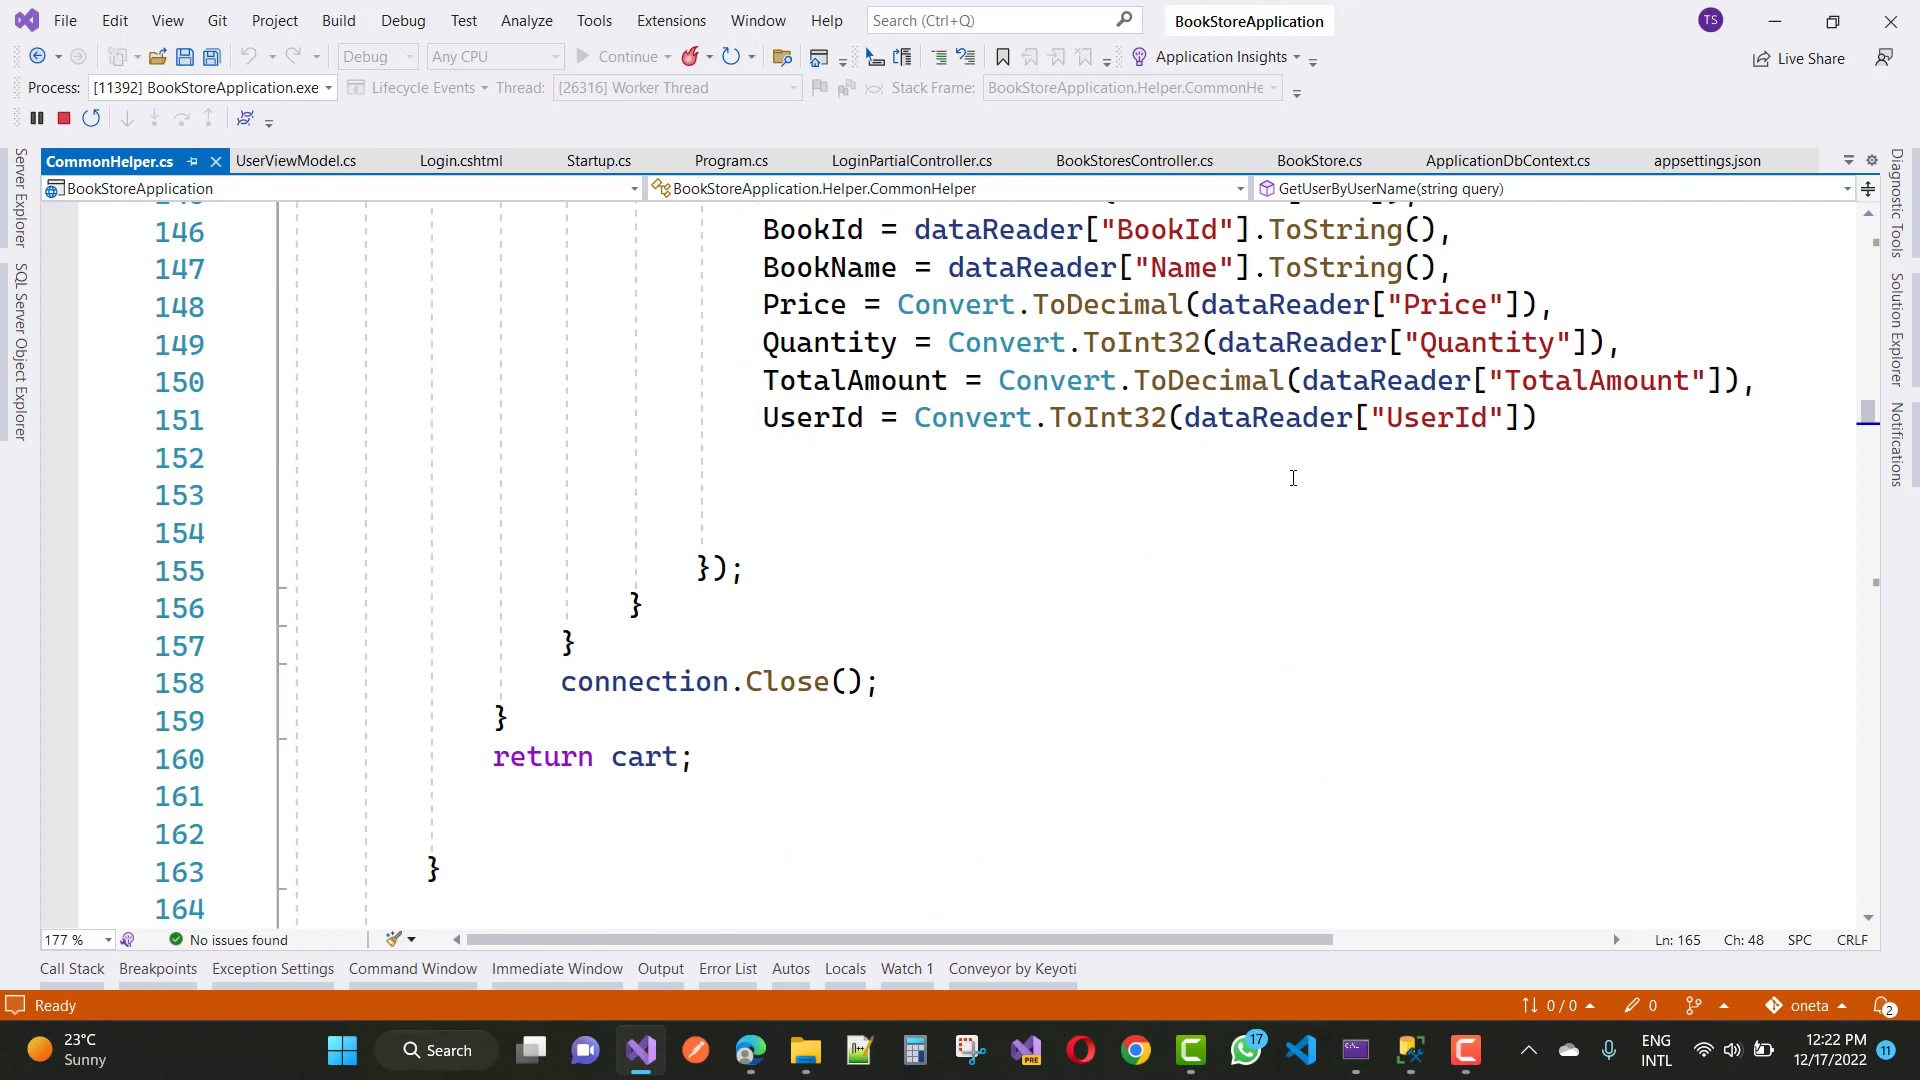 File Edit View Git Project Build Debug Test Analyze Tools Extensions Window Help Search (Ctrl+Q) BookStoreApplication TS
Debug Any CPU Continue Application Insights Live Share
Process: [11392] BookStoreApplication.exe Lifecycle Events Thread: [26316] Worker Thread Stack Frame: BookStoreApplication.Helper.CommonHe
CommonHelper.cs UserViewModel.cs Login.cshtml Startup.cs Program.cs LoginPartialController.cs BookStoresController.cs BookStore.cs ApplicationDbContext.cs appsettings.json
BookStoreApplication BookStoreApplication.Helper.CommonHelper GetUserByUserName(string query)
Server Explorer
SQL Server Object Explorer
Diagnostic Tools
Solution Explorer
Notifications
146 BookId = dataReader["BookId"].ToString(),
147 BookName = dataReader["Name"].ToString(),
148 Price = Convert.ToDecimal(dataReader["Price"]),
149 Quantity = Convert.ToInt32(dataReader["Quantity"]),
150 TotalAmount = Convert.ToDecimal(dataReader["TotalAmount"]),
151 UserId = Convert.ToInt32(dataReader["UserId"])
152
153
154
155 });
156 }
157 }
158 connection.Close();
159 }
160 return cart;
161
162
163 }
164
177 % No issues found Ln: 165 Ch: 48 SPC CRLF
Call Stack Breakpoints Exception Settings Command Window Immediate Window Output Error List Autos Locals Watch 1 Conveyor by Keyoti
Ready 0 / 0 0 oneta 2
23°C
Sunny
Search
PRE
17
ENG
INTL
12:22 PM
12/17/2022
11